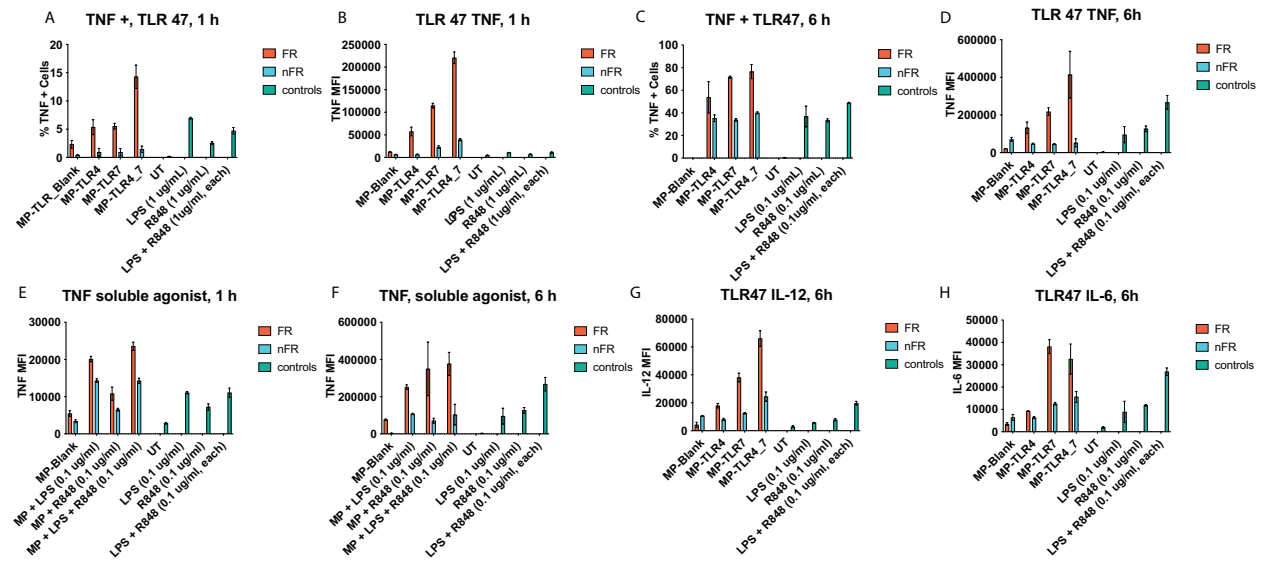 A
TNF +, TLR 47, 1 h
% TNF + Cells
20
15
10
5
0
FR
nFR
controls
MP-TLR_Blank
MP-TLR4
MP-TLR7
MP-TLR4_7
UT
LPS (1 ug/mL)
R848 (1 ug/mL)
LPS + R848 (1ug/ml, each)
B
TLR 47 TNF, 1 h
TNF MFI
250000
200000
150000
100000
50000
0
FR
nFR
controls
MP-Blank
MP-TLR4
MP-TLR7
MP-TLR4_7
UT
LPS (1 ug/mL)
R848 (1 ug/mL)
LPS + R848 (1ug/ml, each)
C
TNF + TLR47, 6 h
% TNF + Cells
100
80
60
40
20
0
FR
nFR
controls
MP-Blank
MP-TLR4
MP-TLR7
MP-TLR4_7
UT
LPS (0.1 ug/mL)
R848 (0.1 ug/mL)
LPS + R848 (0.1ug/ml, each)
D
TLR 47 TNF, 6h
TNF MFI
600000
400000
200000
0
FR
nFR
controls
MP-Blank
MP-TLR4
MP-TLR7
MP-TLR4_7
UT
LPS (0.1 ug/ml)
R848 (0.1 ug/ml)
LPS + R848 (0.1 ug/ml, each)
E
TNF soluble agonist, 1 h
TNF MFI
30000
20000
10000
0
FR
nFR
controls
MP-Blank
MP + LPS (0.1 ug/ml)
MP + R848 (0.1 ug/ml)
MP + LPS + R848 (0.1 ug/ml)
UT
LPS (0.1 ug/ml)
R848 (0.1 ug/ml)
LPS + R848 (0.1 ug/ml, each)
F
TNF, soluble agonist, 6 h
TNF MFI
600000
400000
200000
0
FR
nFR
controls
MP-Blank
MP + LPS (0.1 ug/ml)
MP + R848 (0.1 ug/ml)
MP + LPS + R848 (0.1 ug/ml)
UT
LPS (0.1 ug/ml)
R848 (0.1 ug/ml)
LPS + R848 (0.1 ug/ml, each)
G
TLR47 IL-12, 6h
IL-12 MFI
80000
60000
40000
20000
0
FR
nFR
controls
MP-Blank
MP-TLR4
MP-TLR7
MP-TLR4_7
UT
LPS (0.1 ug/ml)
R848 (0.1 ug/ml)
LPS + R848 (0.1 ug/ml, each)
H
TLR47 IL-6, 6h
IL-6 MFI
50000
40000
30000
20000
10000
0
FR
nFR
controls
MP-Blank
MP-TLR4
MP-TLR7
MP-TLR4_7
UT
LPS (0.1 ug/ml)
R848 (0.1 ug/ml)
LPS + R848 (0.1 ug/ml, each)